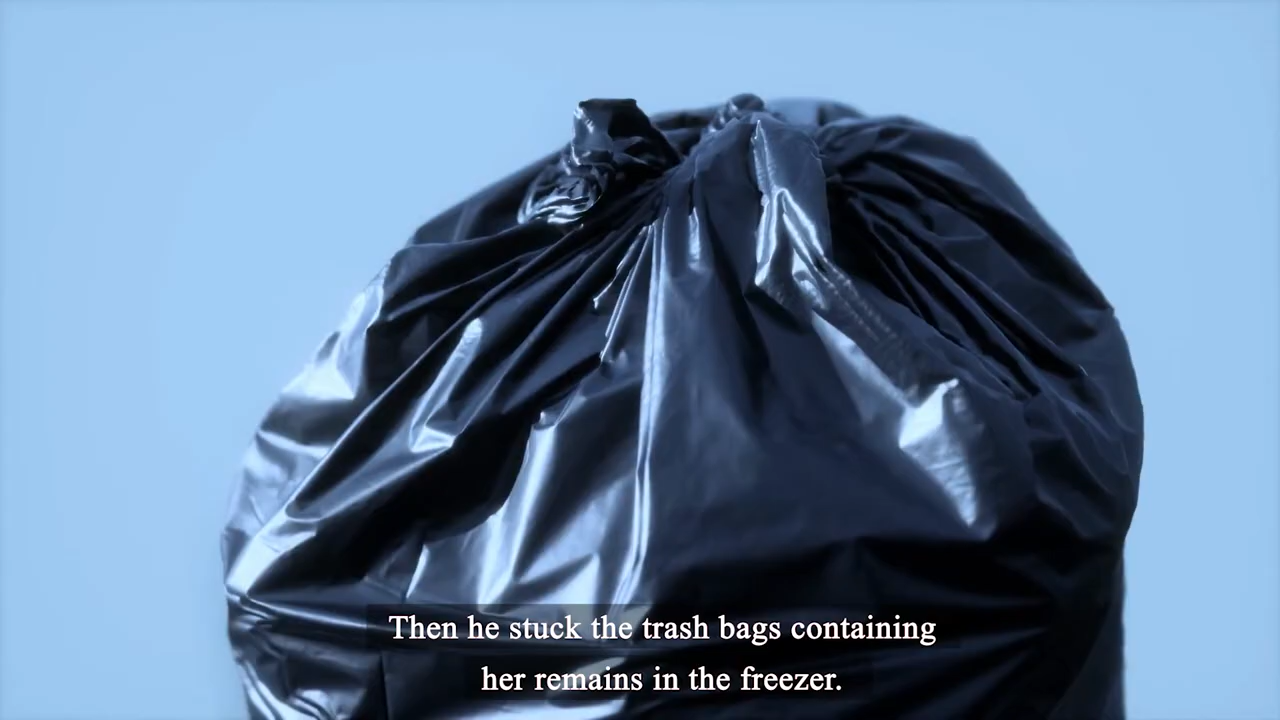 Then he stuck the trash bags containing
her remains in the freezer.